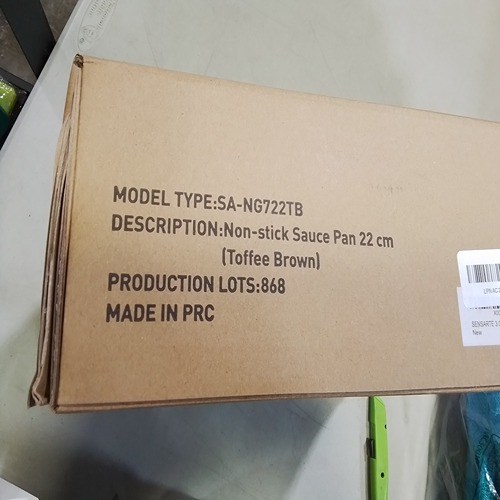 MODEL TYPE:SA-NG722TB
DESCRIPTION:Non-stick Sauce Pan 22 cm
(Toffee Brown)
PRODUCTION LOTS:868
MADE IN PRC
New